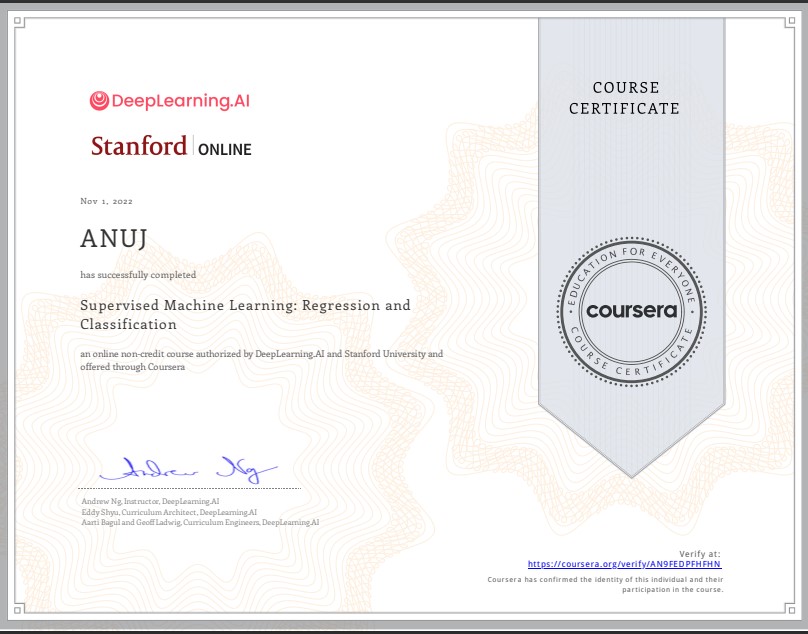 COURSE
CERTIFICATE
DeepLearning.AI
Stanford ONLINE
Nov 1, 2022
ANUJ
has successfully completed
Supervised Machine Learning: Regression and
Classification
an online non-credit course authorized by DeepLearning.AI and Stanford University and
offered through Coursera
EDUCATION FOR EVERYONE
coursera
COURSE CERTIFICATE
Andrew Ng
Andrew Ng, Instructor, DeepLearning.AI
Eddy Shyu, Curriculum Architect, DeepLearning.AI
Aarti Bagul and Geoff Ladwig, Curriculum Engineers, DeepLearning.AI
Verify at:
https://coursera.org/verify/AN9FEDPFHFHN
Coursera has confirmed the identity of this individual and their
participation in the course.